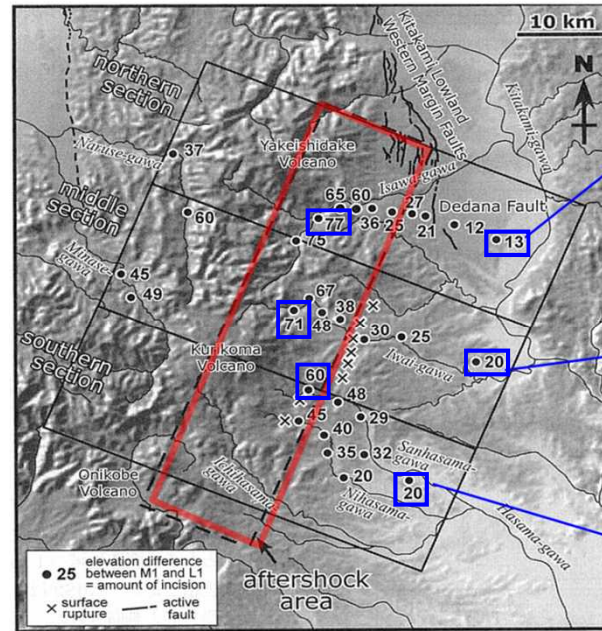 10 km
N
northern
section
middle
section
southern
section
Naruse-gawa
Minase-
gawa
Yakeishidake
Volcano
Kitakami Lowland
Western Margin Faults
Kitakami-gawa
Isawa-gawa
Dedana Fault
37
60
45
49
65
60
77
36
25
27
21
12
13
75
67
71
48
38
30
25
20
Iwai-gawa
Kurikoma
Volcano
60
48
45
29
40
35
32
20
20
Sanhasama-
gawa
Nihasama-
gawa
Hasama-gawa
Ichihasama-
gawa
Onikobe
Volcano
aftershock
area
25 elevation difference
between M1 and L1
= amount of incision
× surface
rupture
active
fault